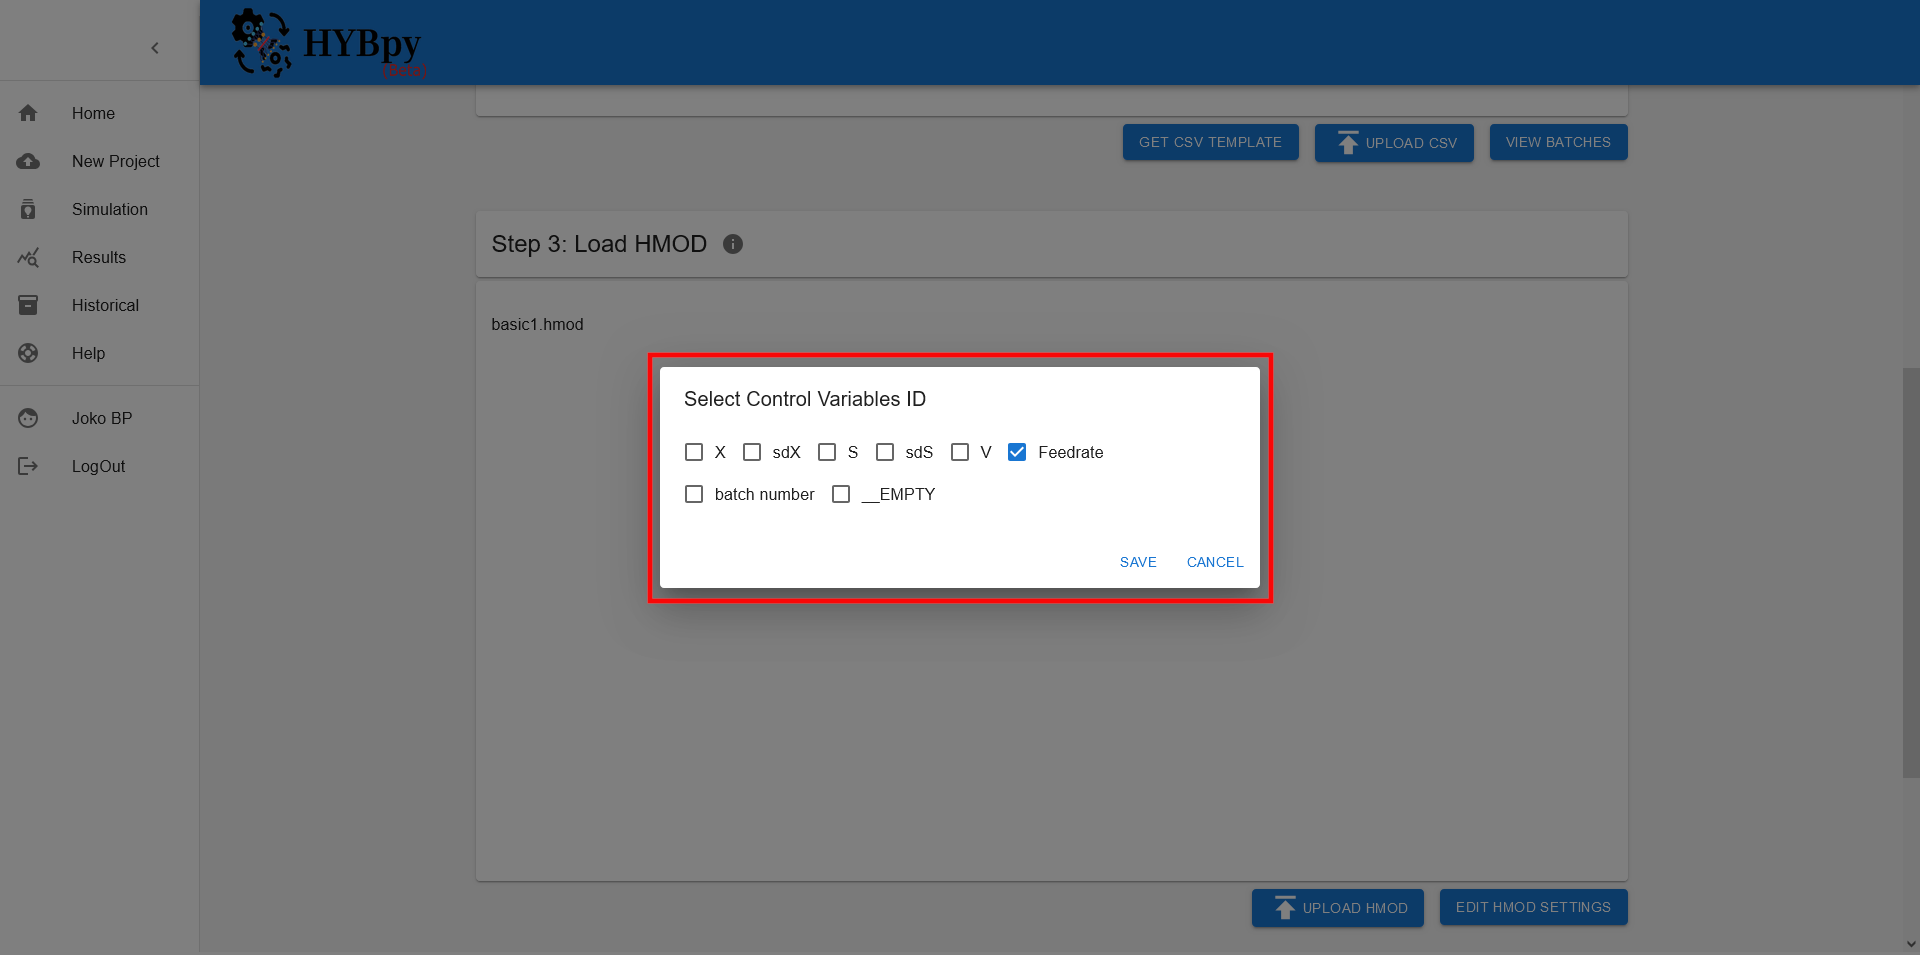 HYBpy
(Beta)
Home
New Project
Simulation
Results
Historical
Help
Joko BP
LogOut
GET CSV TEMPLATE
UPLOAD CSV
VIEW BATCHES
Step 3: Load HMOD
basic1.hmod
Select Control Variables ID
X sdX S sdS V Feedrate
batch number __EMPTY
SAVE CANCEL
UPLOAD HMOD
EDIT HMOD SETTINGS